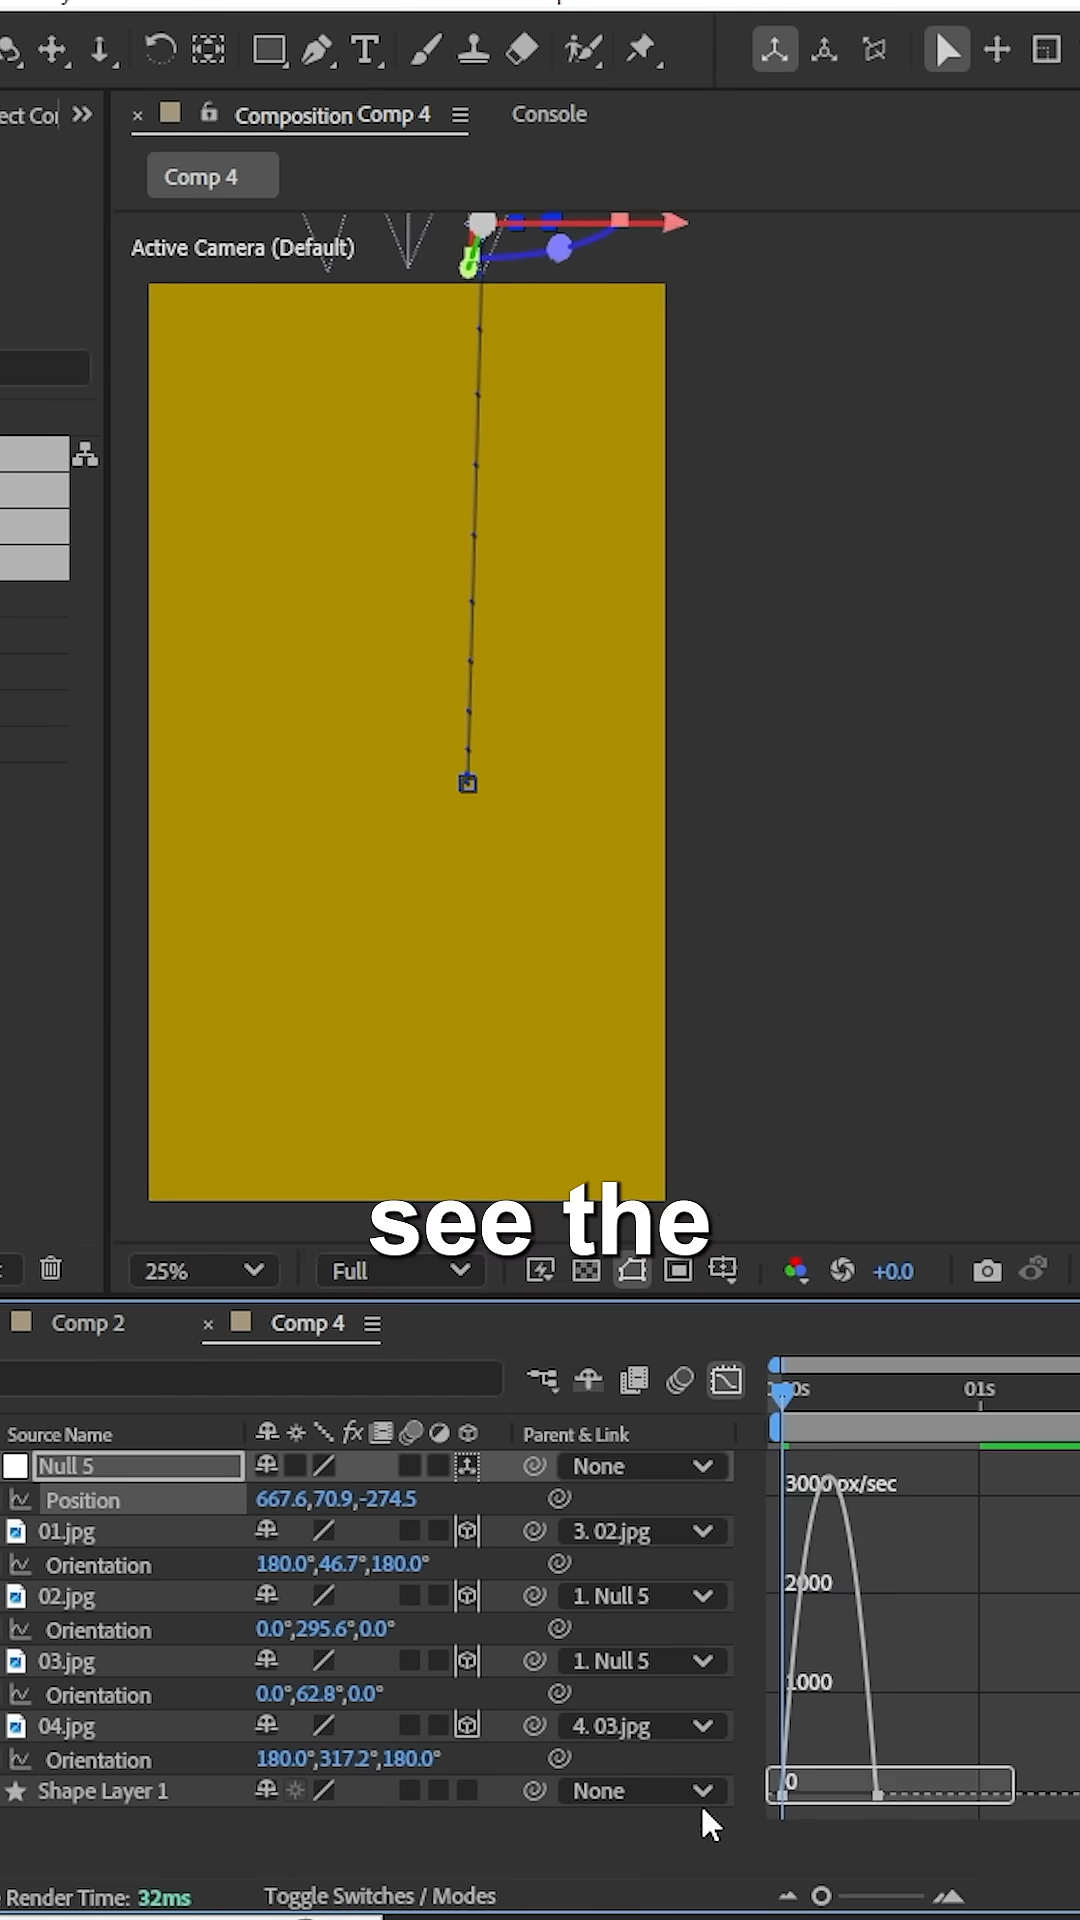 Composition Comp 4
Console
Comp 4
Active Camera (Default)
see the
25%
Full
+0.0
Comp 2
Comp 4
01s
Source Name
Parent & Link
Null 5
None
Position
667.6,70.9,-274.5
01.jpg
3. 02.jpg
Orientation
180.0°,46.7°,180.0°
02.jpg
1. Null 5
Orientation
0.0°,295.6°,0.0°
03.jpg
1. Null 5
Orientation
0.0°,62.8°,0.0°
04.jpg
4. 03.jpg
Orientation
180.0°,317.2°,180.0°
Shape Layer 1
None
3000 px/sec
2000
1000
0
Render Time: 32ms
Toggle Switches / Modes